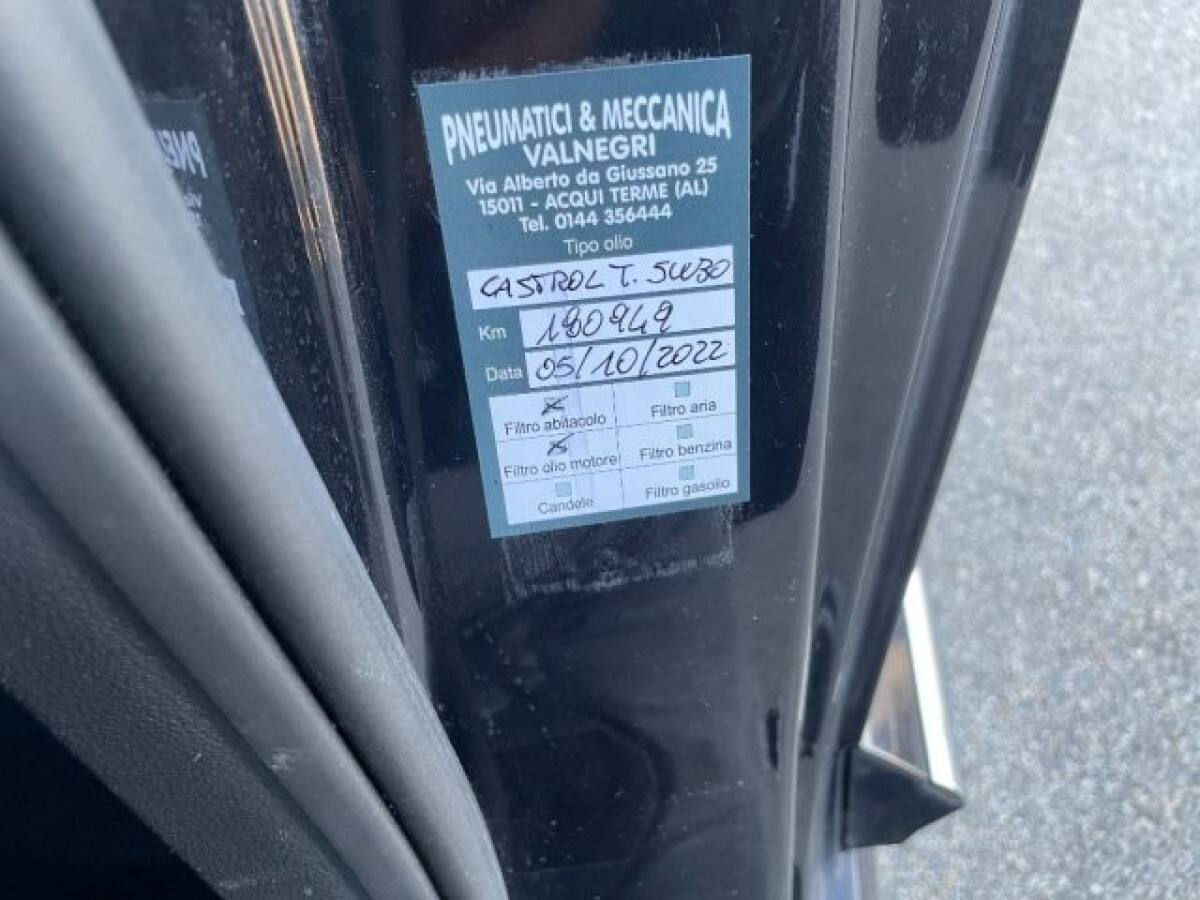 PNEUMATICI & MECCANICA
VALNEGRI
Via Alberto da Giussano 25
15011 - ACQUI TERME (AL)
Tel. 0144 356444
Tipo olio
CASTROL T. 5W30
Km 180949
Data 05/10/2022
Filtro abitacolo Filtro aria
Filtro olio motore Filtro benzina
Candele Filtro gasolio